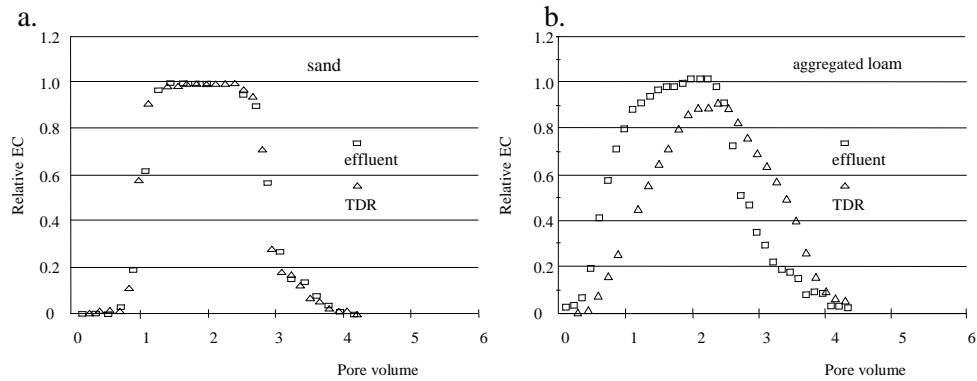 a.
1.2
1.0
0.8
0.6
0.4
0.2
0
Relative EC
sand
effluent
TDR
0 1 2 3 4 5 6
Pore volume
b.
1.2
1.0
0.8
0.6
0.4
0.2
0
Relative EC
aggregated loam
effluent
TDR
0 1 2 3 4 5 6
Pore volume